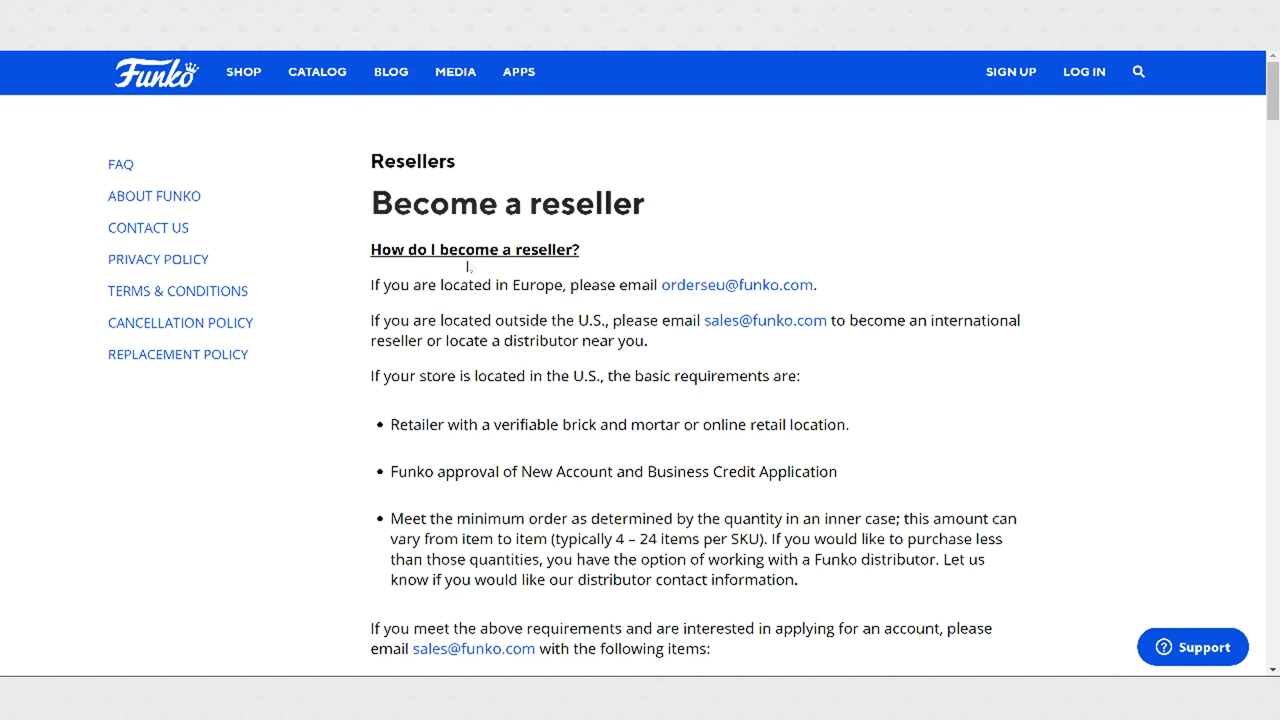 Funko SHOP CATALOG BLOG MEDIA APPS SIGN UP LOG IN
FAQ
ABOUT FUNKO
CONTACT US
PRIVACY POLICY
TERMS & CONDITIONS
CANCELLATION POLICY
REPLACEMENT POLICY
Resellers
Become a reseller
How do I become a reseller?
If you are located in Europe, please email orderseu@funko.com.
If you are located outside the U.S., please email sales@funko.com to become an international
reseller or locate a distributor near you.
If your store is located in the U.S., the basic requirements are:
• Retailer with a verifiable brick and mortar or online retail location.
• Funko approval of New Account and Business Credit Application
• Meet the minimum order as determined by the quantity in an inner case; this amount can
vary from item to item (typically 4 – 24 items per SKU). If you would like to purchase less
than those quantities, you have the option of working with a Funko distributor. Let us
know if you would like our distributor contact information.
If you meet the above requirements and are interested in applying for an account, please
email sales@funko.com with the following items:
Support